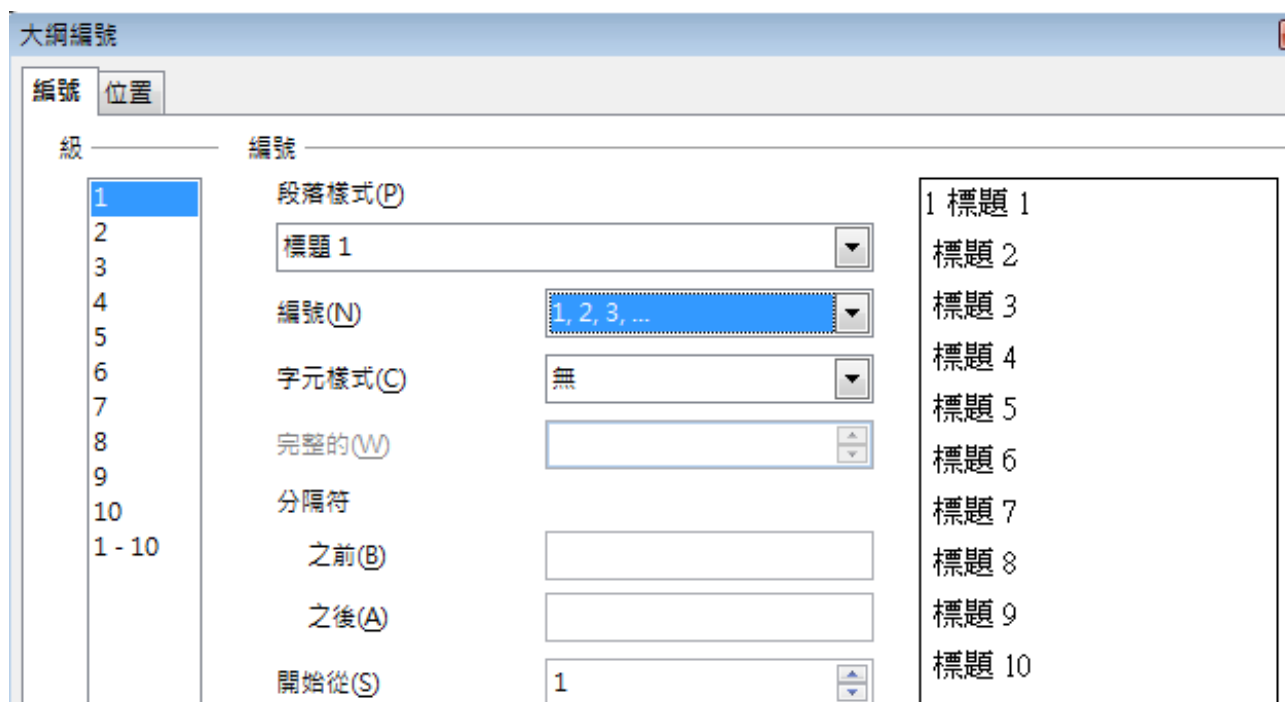 大綱編號
編號 位置
級 編號
1
2
3
4
5
6
7
8
9
10
1 - 10
段落樣式(P)
標題 1
編號(N) 1, 2, 3, ...
字元樣式(C) 無
完整的(W)
分隔符
之前(B)
之後(A)
開始從(S) 1
1 標題 1
標題 2
標題 3
標題 4
標題 5
標題 6
標題 7
標題 8
標題 9
標題 10